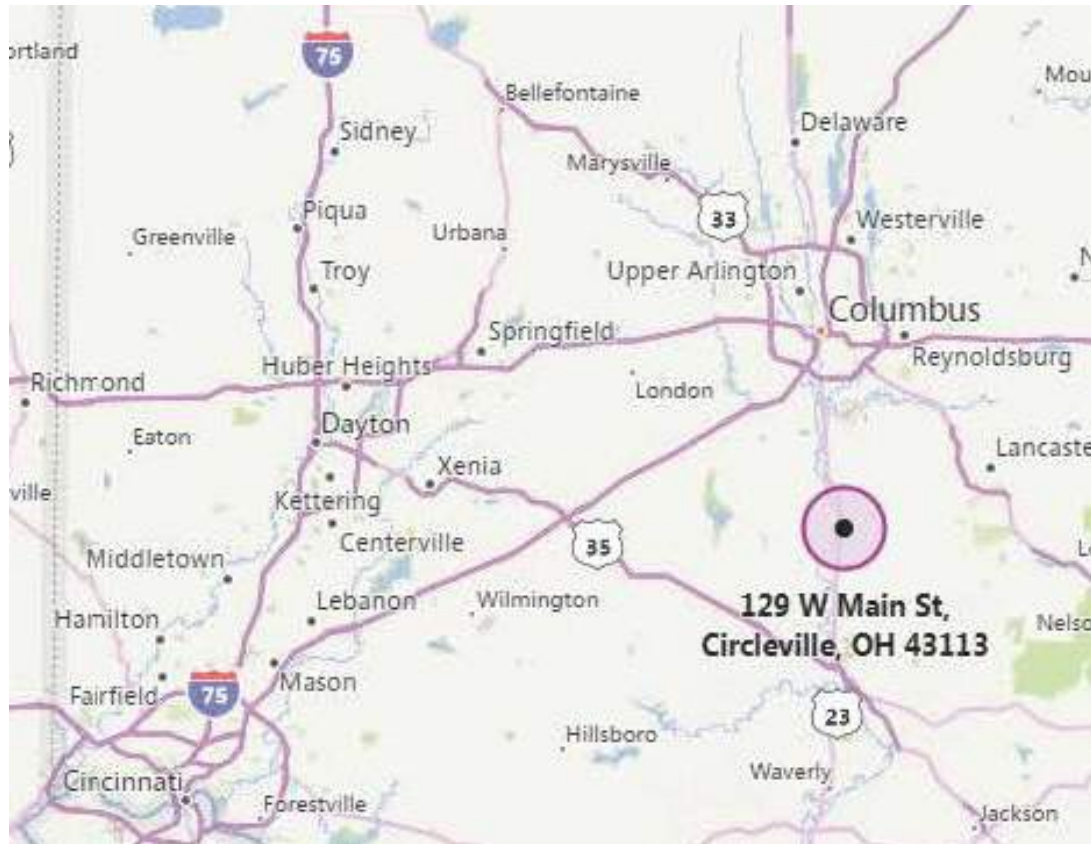 ortland
75
Bellefontaine
Mou
Sidney
Delaware
Marysville
33
Piqua
Westerville
Greenville
Urbana
Troy
Upper Arlington
N
Columbus
Springfield
Huber Heights
Reynoldsburg
Richmond
London
Dayton
Eaton
Lancaste
Xenia
ville
Kettering
Centerville
35
Middletown
Lebanon
Wilmington
129 W Main St,
Circleville, OH 43113
Hamilton
Nelso
75
Mason
Fairfield
23
Hillsboro
Waverly
Cincinnati
Forestville
Jackson